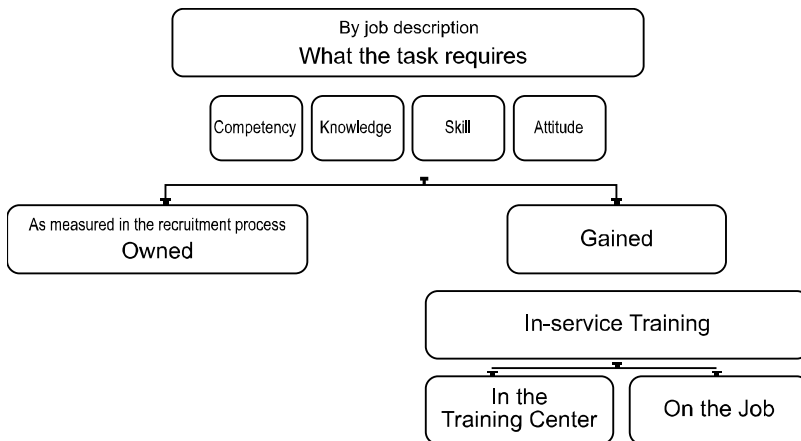 By job description
What the task requires
Competency
Knowledge
Skill
Attitude
As measured in the recruitment process
Owned
Gained
In-service Training
In the
Training Center
On the Job